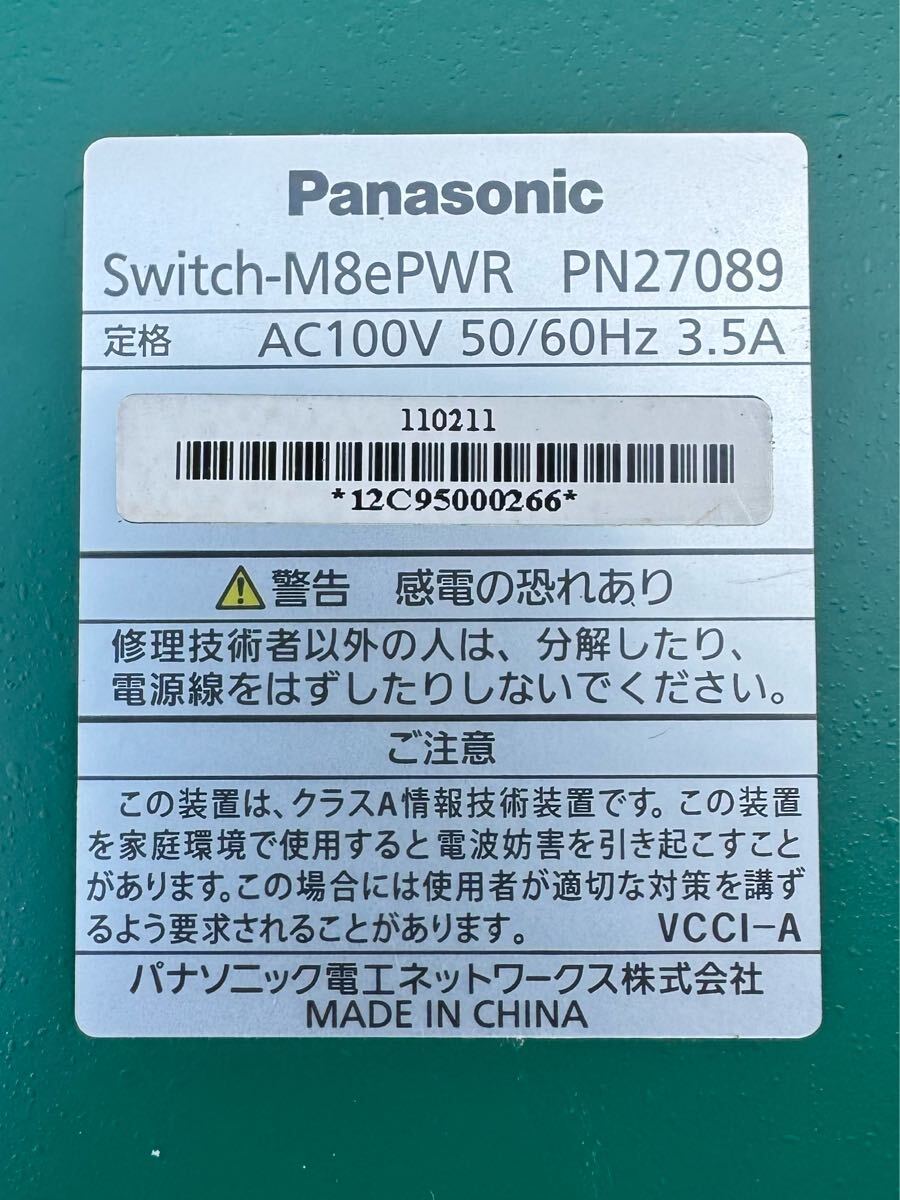 Panasonic
Switch-M8ePWR PN27089
定格 AC100V 50/60Hz 3.5A
110211
*12C95000266*
警告 感電の恐れあり
修理技術者以外の人は、分解したり、
電源線をはずしたりしないでください。
ご注意
この装置は、クラスA情報技術装置です。この装置
を家庭環境で使用すると電波妨害を引き起こすこと
があります。この場合には使用者が適切な対策を講ず
るよう要求されることがあります。 VCCI-A
パナソニック電工ネットワークス株式会社
MADE IN CHINA